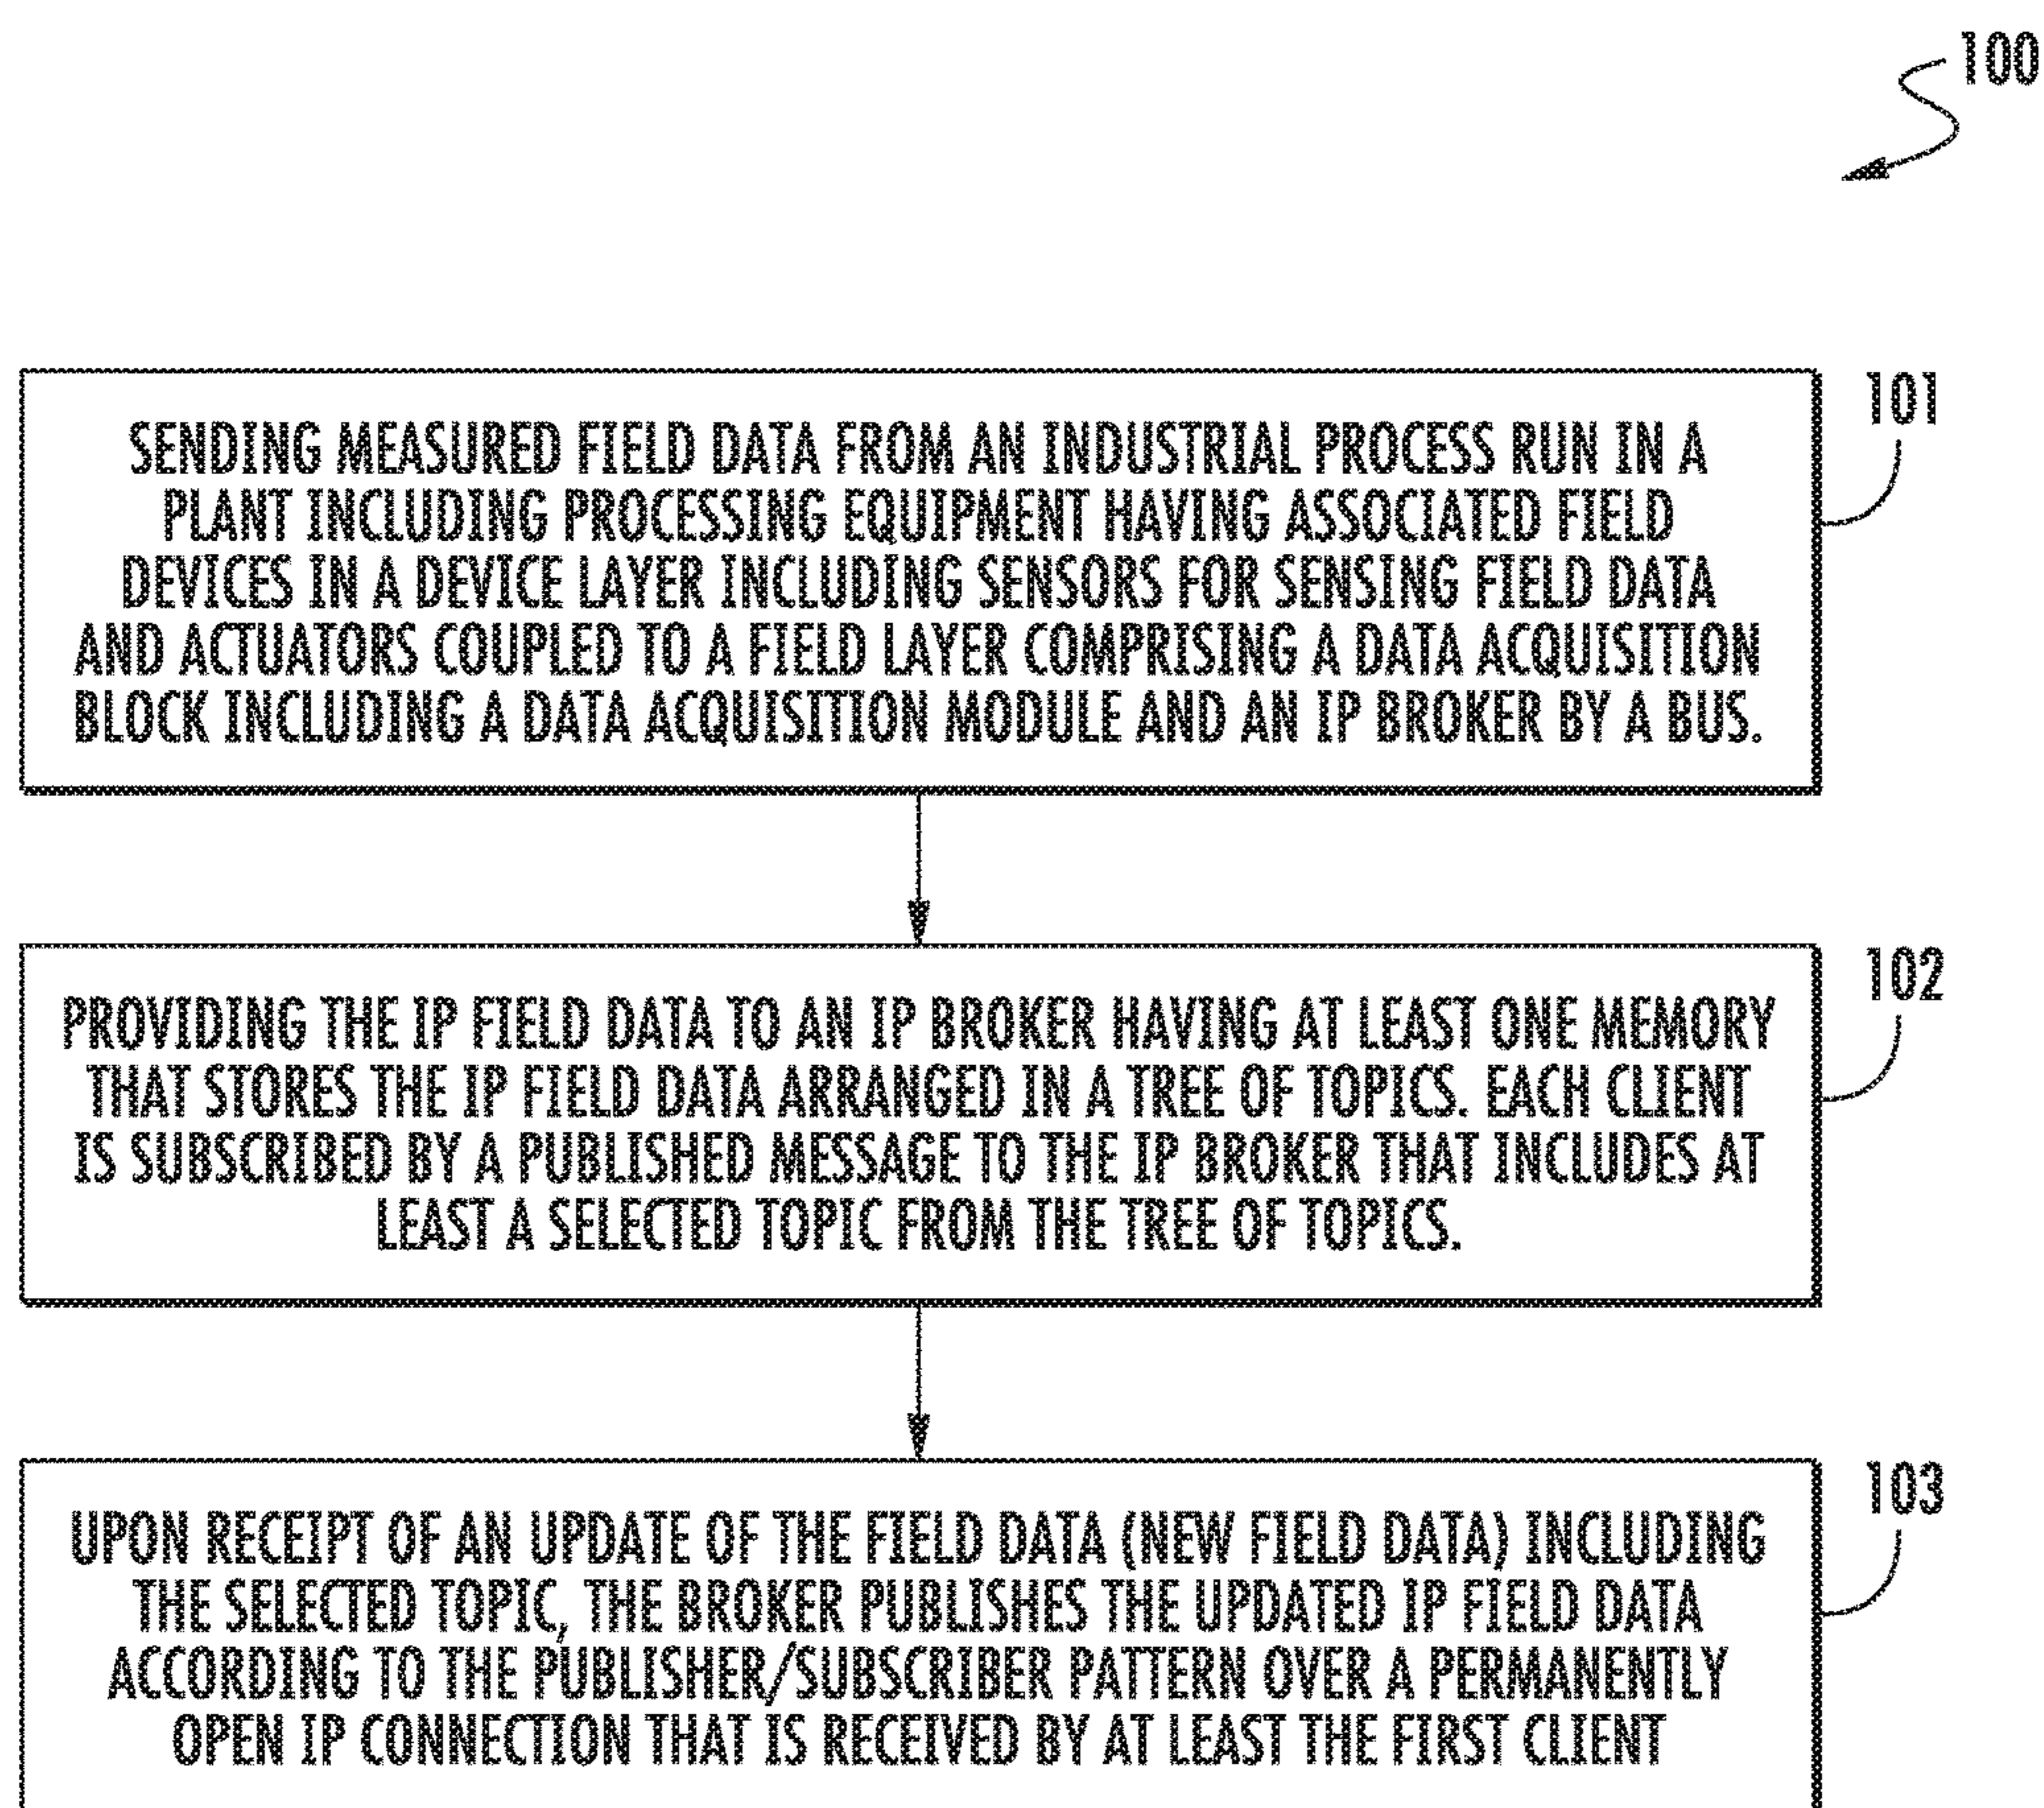 100
101
SENDING MEASURED FIELD DATA FROM AN INDUSTRIAL PROCESS RUN IN A
PLANT INCLUDING PROCESSING EQUIPMENT HAVING ASSOCIATED FIELD
DEVICES IN A DEVICE LAYER INCLUDING SENSORS FOR SENSING FIELD DATA
AND ACTUATORS COUPLED TO A FIELD LAYER COMPRISING A DATA ACQUISITION
BLOCK INCLUDING A DATA ACQUISITION MODULE AND AN IP BROKER BY A BUS.
102
PROVIDING THE IP FIELD DATA TO AN IP BROKER HAVING AT LEAST ONE MEMORY
THAT STORES THE IP FIELD DATA ARRANGED IN A TREE OF TOPICS. EACH CLIENT
IS SUBSCRIBED BY A PUBLISHED MESSAGE TO THE IP BROKER THAT INCLUDES AT
LEAST A SELECTED TOPIC FROM THE TREE OF TOPICS.
103
UPON RECEIPT OF AN UPDATE OF THE FIELD DATA (NEW FIELD DATA) INCLUDING
THE SELECTED TOPIC, THE BROKER PUBLISHES THE UPDATED IP FIELD DATA
ACCORDING TO THE PUBLISHER/SUBSCRIBER PATTERN OVER A PERMANENTLY
OPEN IP CONNECTION THAT IS RECEIVED BY AT LEAST THE FIRST CLIENT